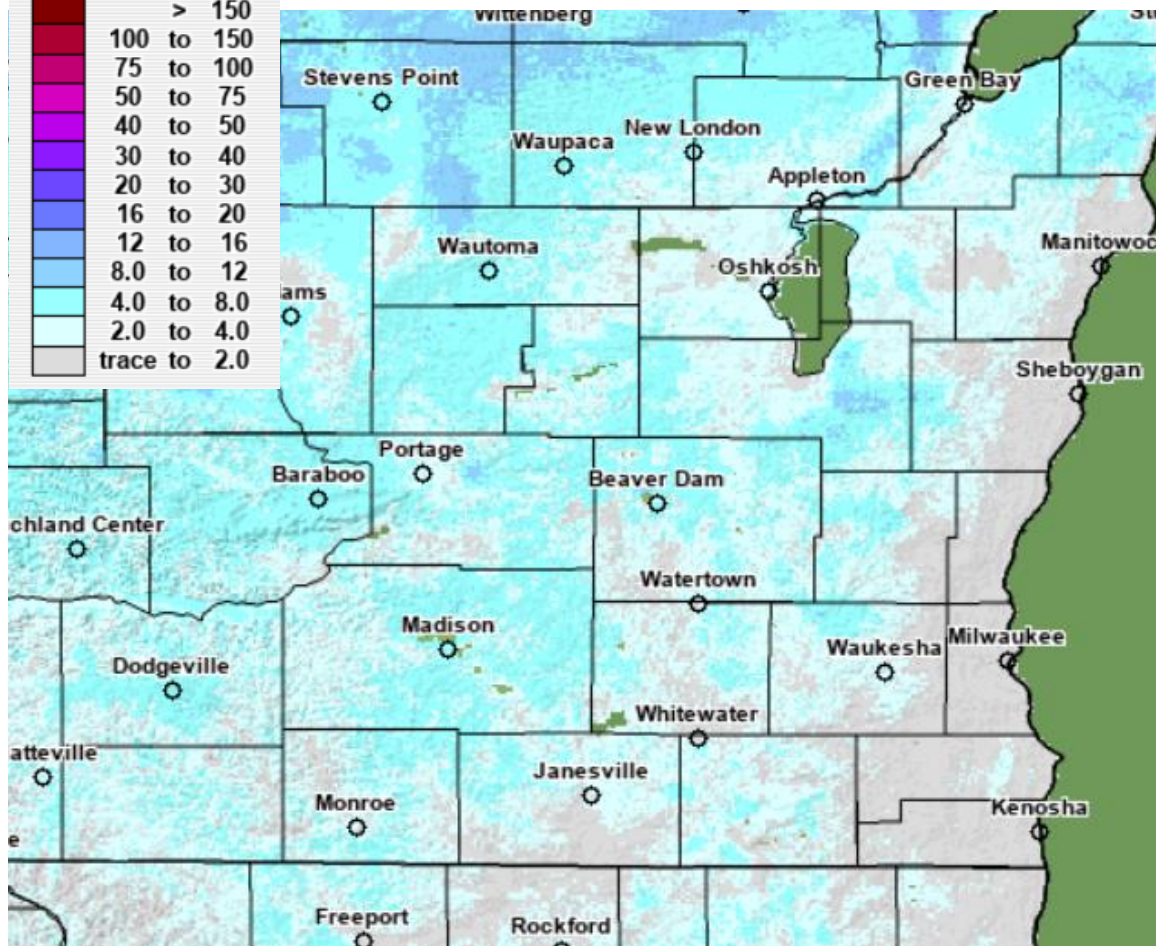 > 150
100 to 150
75 to 100
50 to 75
40 to 50
30 to 40
20 to 30
16 to 20
12 to 16
8.0 to 12
4.0 to 8.0
2.0 to 4.0
trace to 2.0
Wittenberg
Stevens Point
Green Bay
Waupaca
New London
Appleton
Wautoma
Oshkosh
Manitowoc
ams
Sheboygan
Portage
Baraboo
Beaver Dam
chland Center
Watertown
Madison
Waukesha
Milwaukee
Dodgeville
Whitewater
atteville
Janesville
Monroe
Kenosha
e
Freeport
Rockford